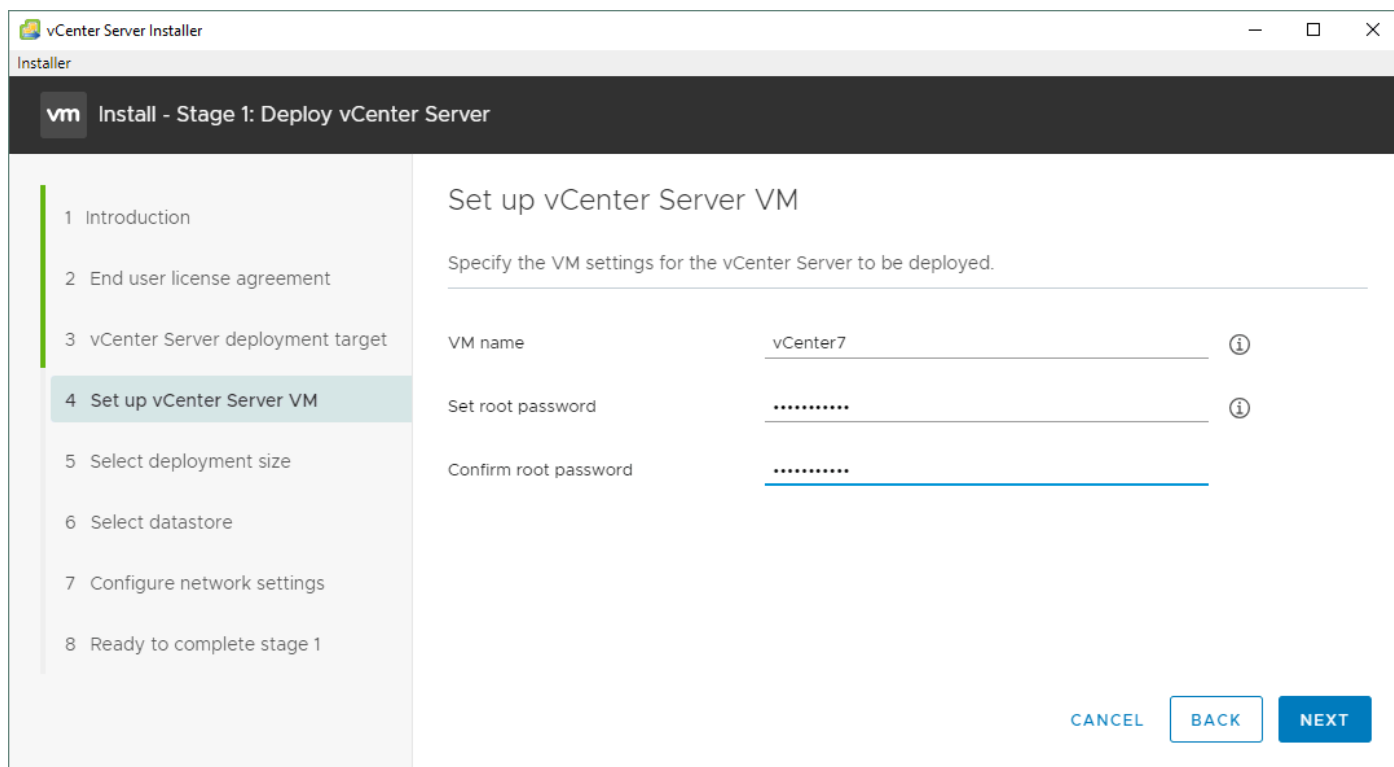 vCenter Server Installer
Installer
vm Install - Stage 1: Deploy vCenter Server
1 Introduction
2 End user license agreement
3 vCenter Server deployment target
4 Set up vCenter Server VM
5 Select deployment size
6 Select datastore
7 Configure network settings
8 Ready to complete stage 1
Set up vCenter Server VM
Specify the VM settings for the vCenter Server to be deployed.
VM name vCenter7
Set root password •••••••••••
Confirm root password •••••••••••
CANCEL BACK NEXT